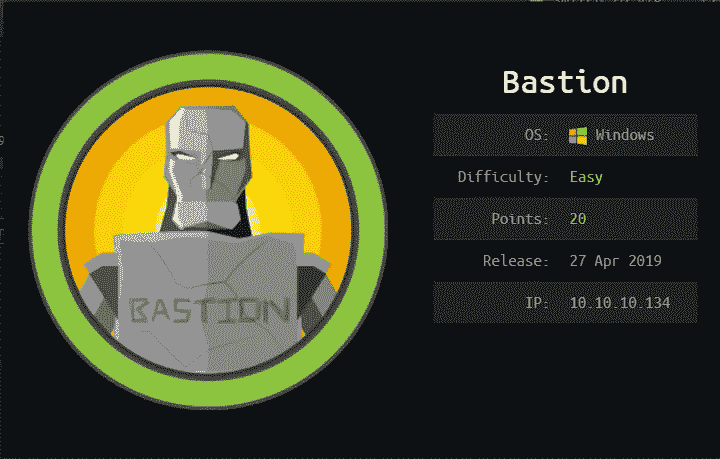 Bastion
OS: Windows
Difficulty: Easy
Points: 20
Release: 27 Apr 2019
IP: 10.10.10.134
BASTION